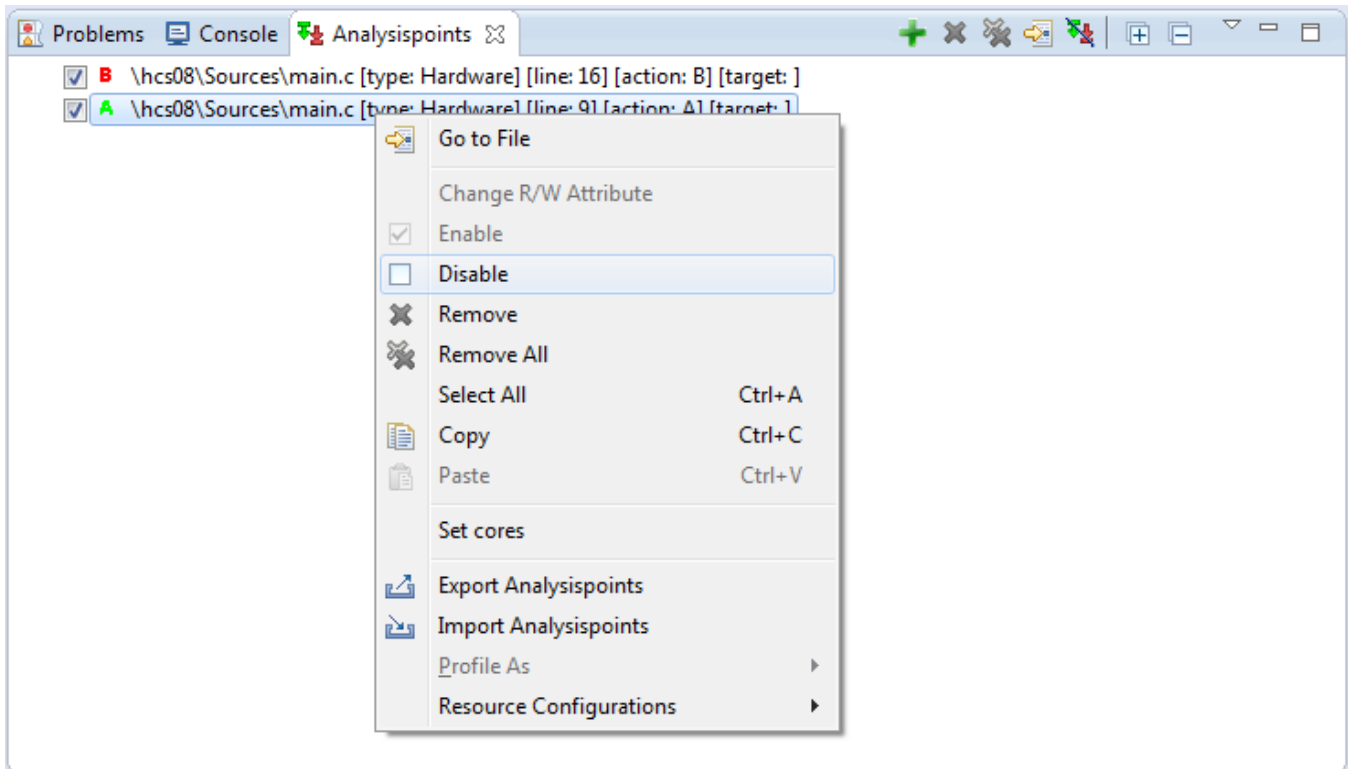 Problems Console Analysispoints
B \hcs08\Sources\main.c [type: Hardware] [line: 16] [action: B] [target: ]
A \hcs08\Sources\main.c [type: Hardware] [line: 9] [action: A] [target: ]
Go to File
Change R/W Attribute
Enable
Disable
Remove
Remove All
Select All Ctrl+A
Copy Ctrl+C
Paste Ctrl+V
Set cores
Export Analysispoints
Import Analysispoints
Profile As
Resource Configurations